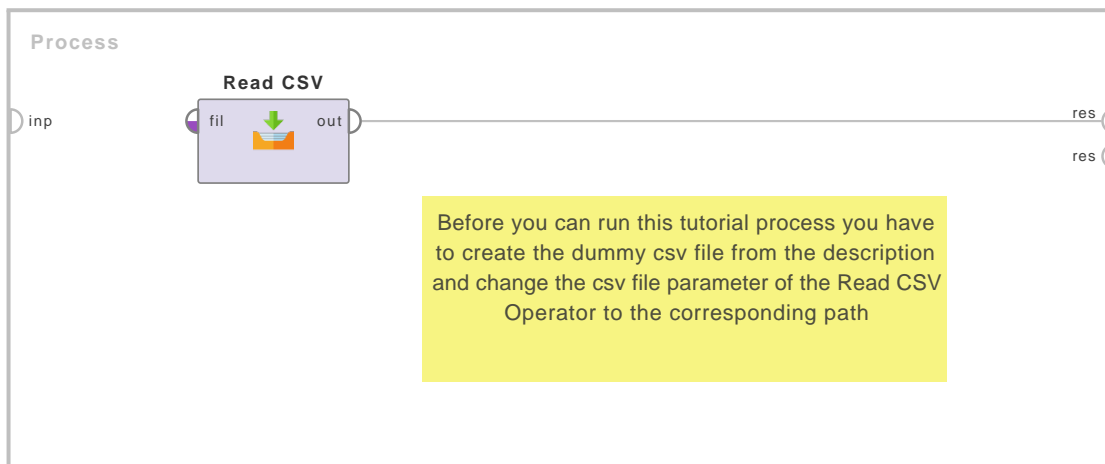 Process
Read CSV
inp
fil
out
res
res
Before you can run this tutorial process you have
to create the dummy csv file from the description
and change the csv file parameter of the Read CSV
Operator to the corresponding path